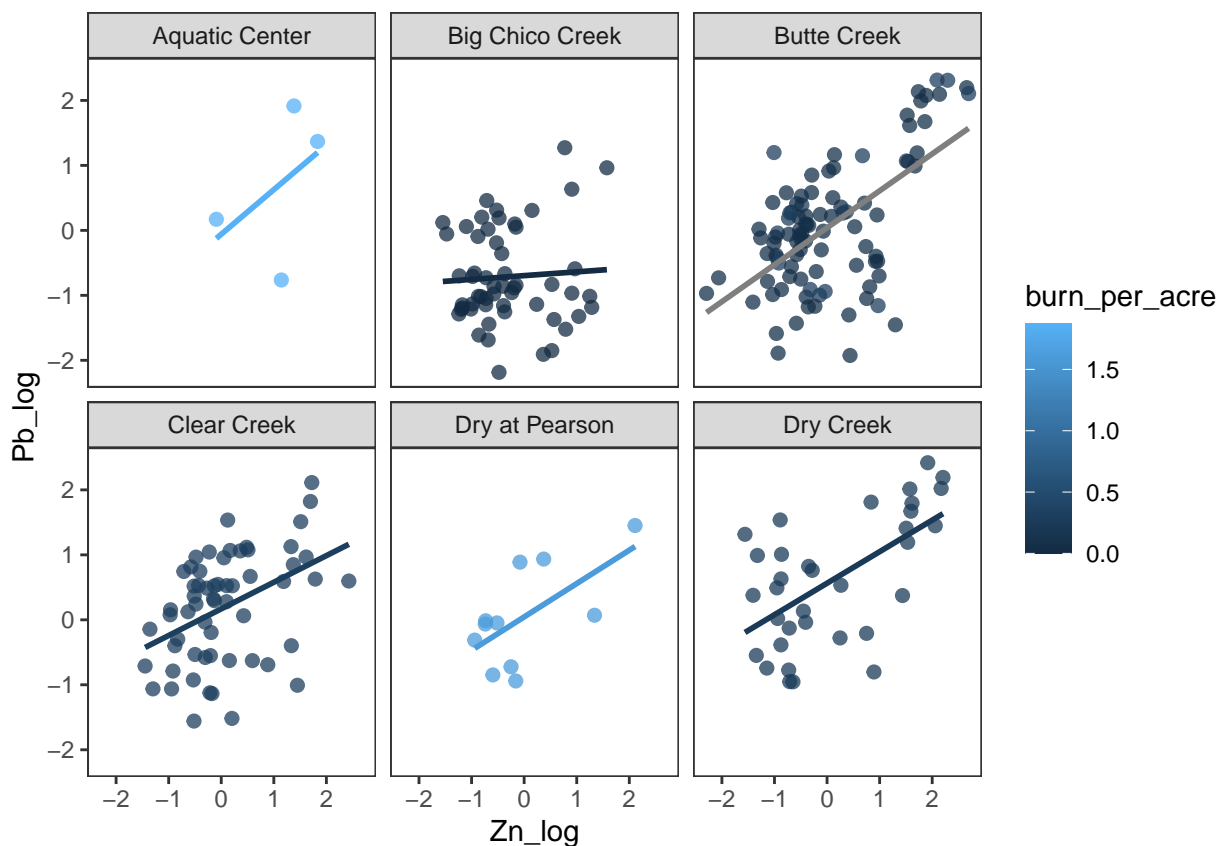 Aquatic Center
Big Chico Creek
Butte Creek
2
1
0
−1
−2
Clear Creek
Dry at Pearson
Dry Creek
2
1
0
−1
−2
−2 −1 0 1 2
−2 −1 0 1 2
−2 −1 0 1 2
Zn_log
Pb_log
burn_per_acre
1.5
1.0
0.5
0.0